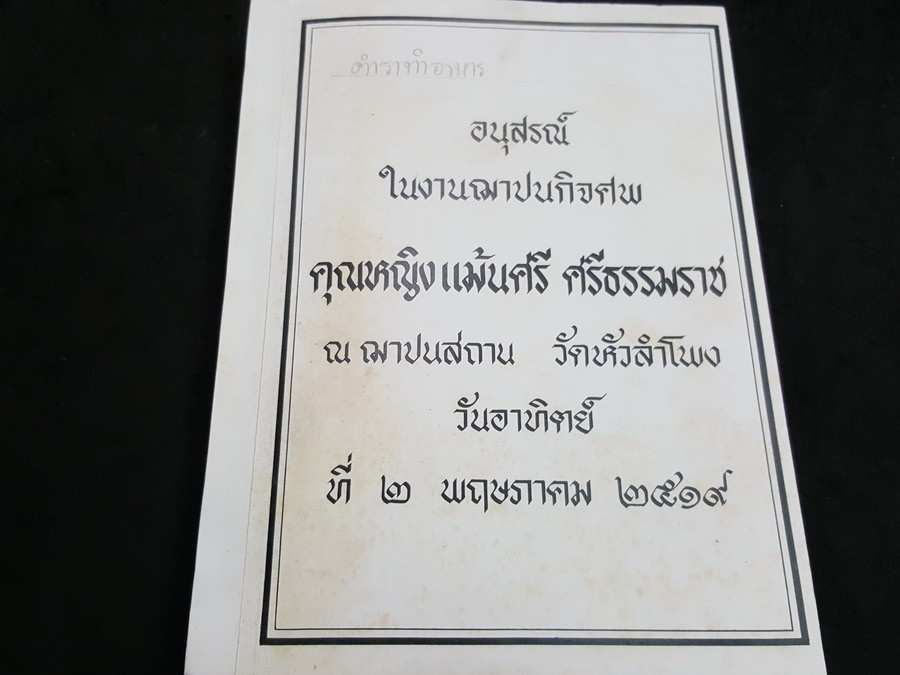 ตำราทำอาหาร
อนุสรณ์
ในงานฌาปนกิจศพ
คุณหญิงแม้นศรี ศรีธรรมราช
ณ ฌาปนสถาน วัดหัวลำโพง
วันอาทิตย์
ที่ ๒ พฤษภาคม ๒๕๑๙